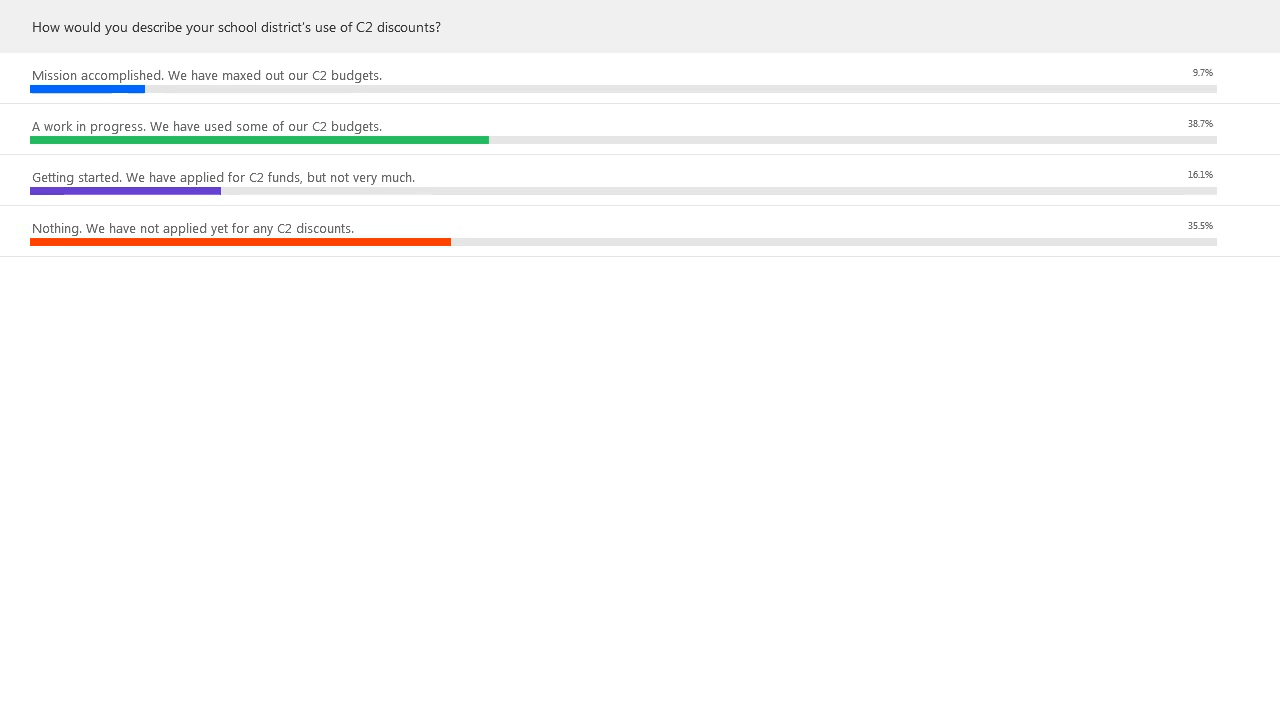 How would you describe your school district's use of C2 discounts?
Mission accomplished. We have maxed out our C2 budgets.
9.7%
A work in progress. We have used some of our C2 budgets.
38.7%
Getting started. We have applied for C2 funds, but not very much.
16.1%
Nothing. We have not applied yet for any C2 discounts.
35.5%